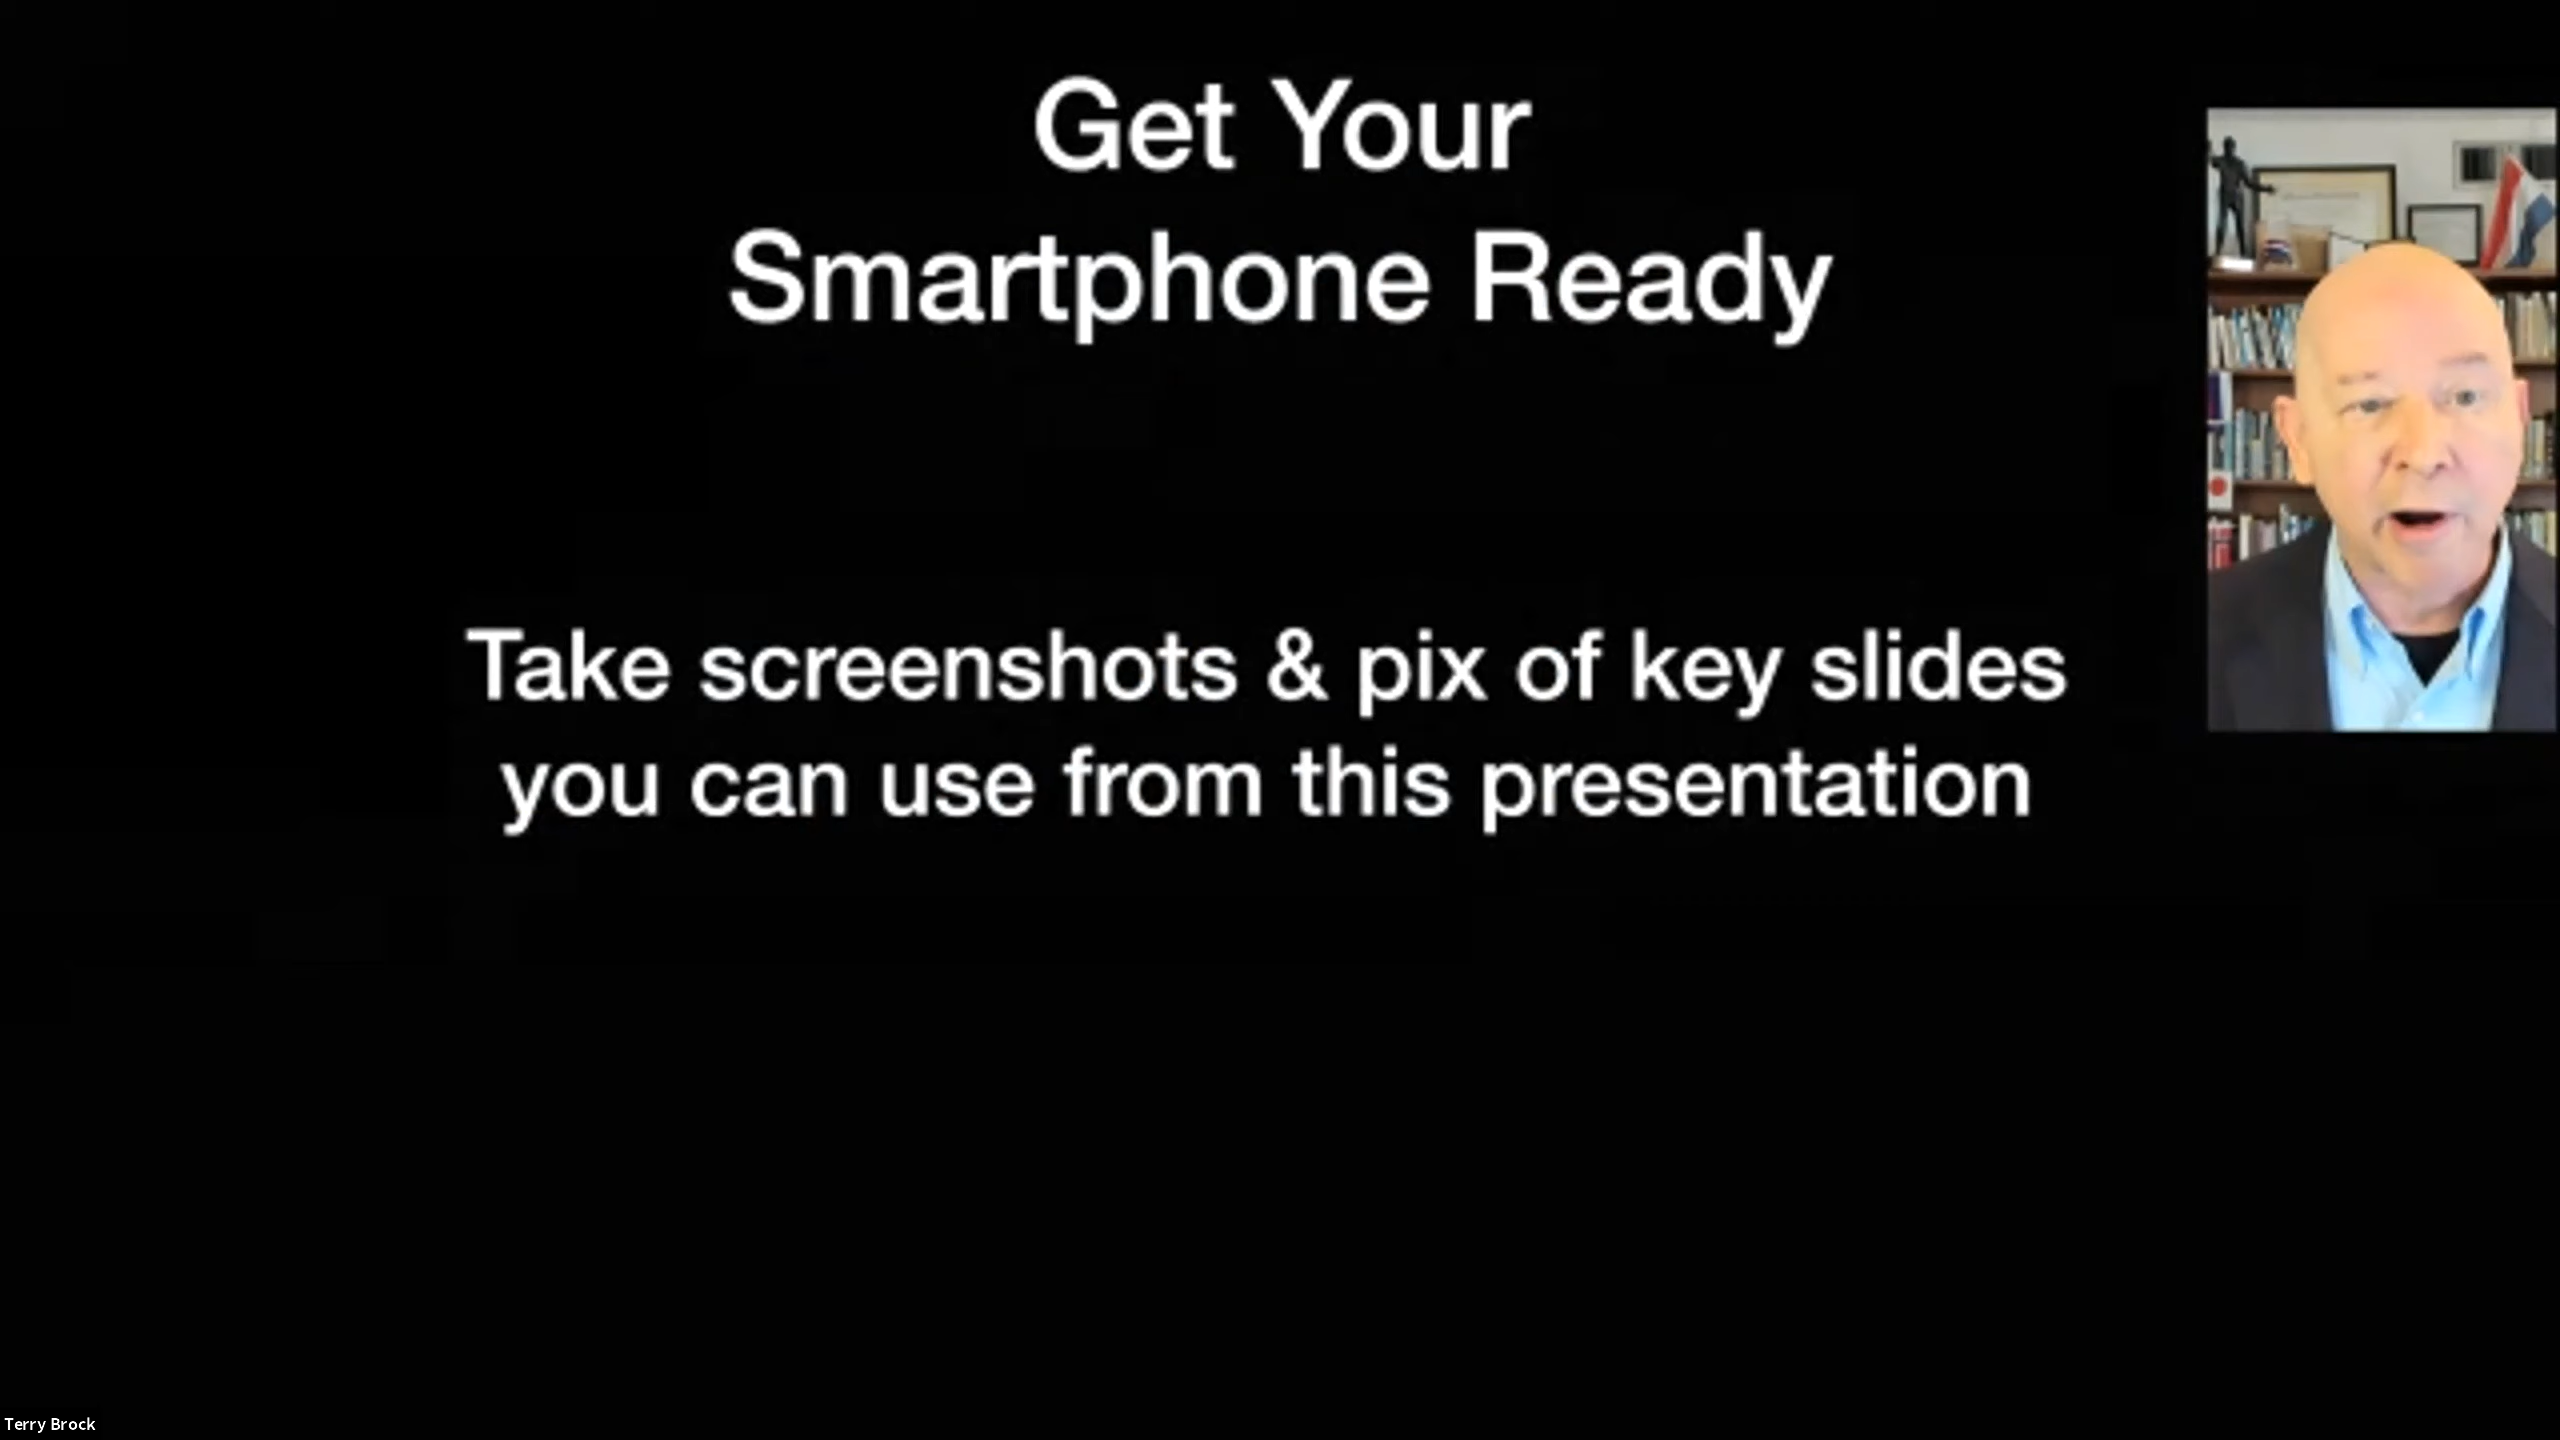 Get Your
Smartphone Ready
Take screenshots & pix of key slides
you can use from this presentation
Terry Brock